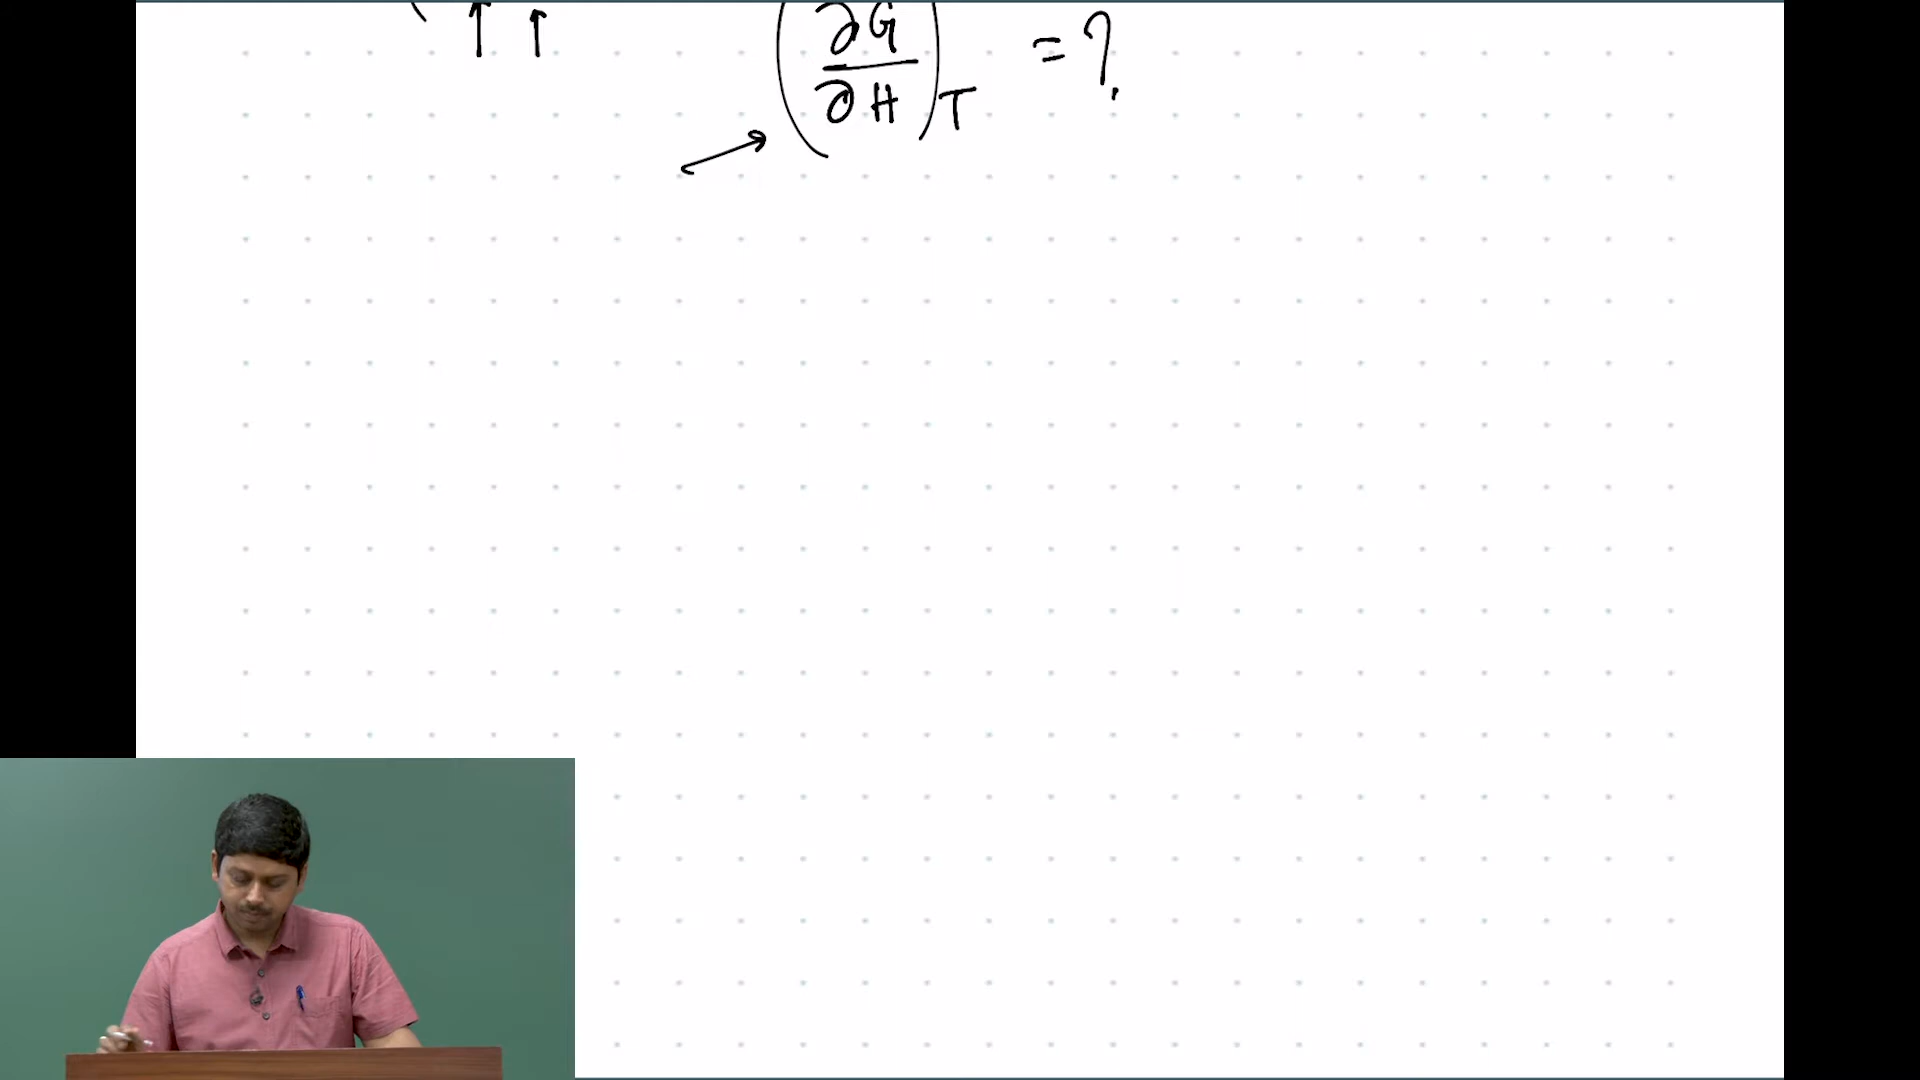 (∂G/∂H)_T = ?